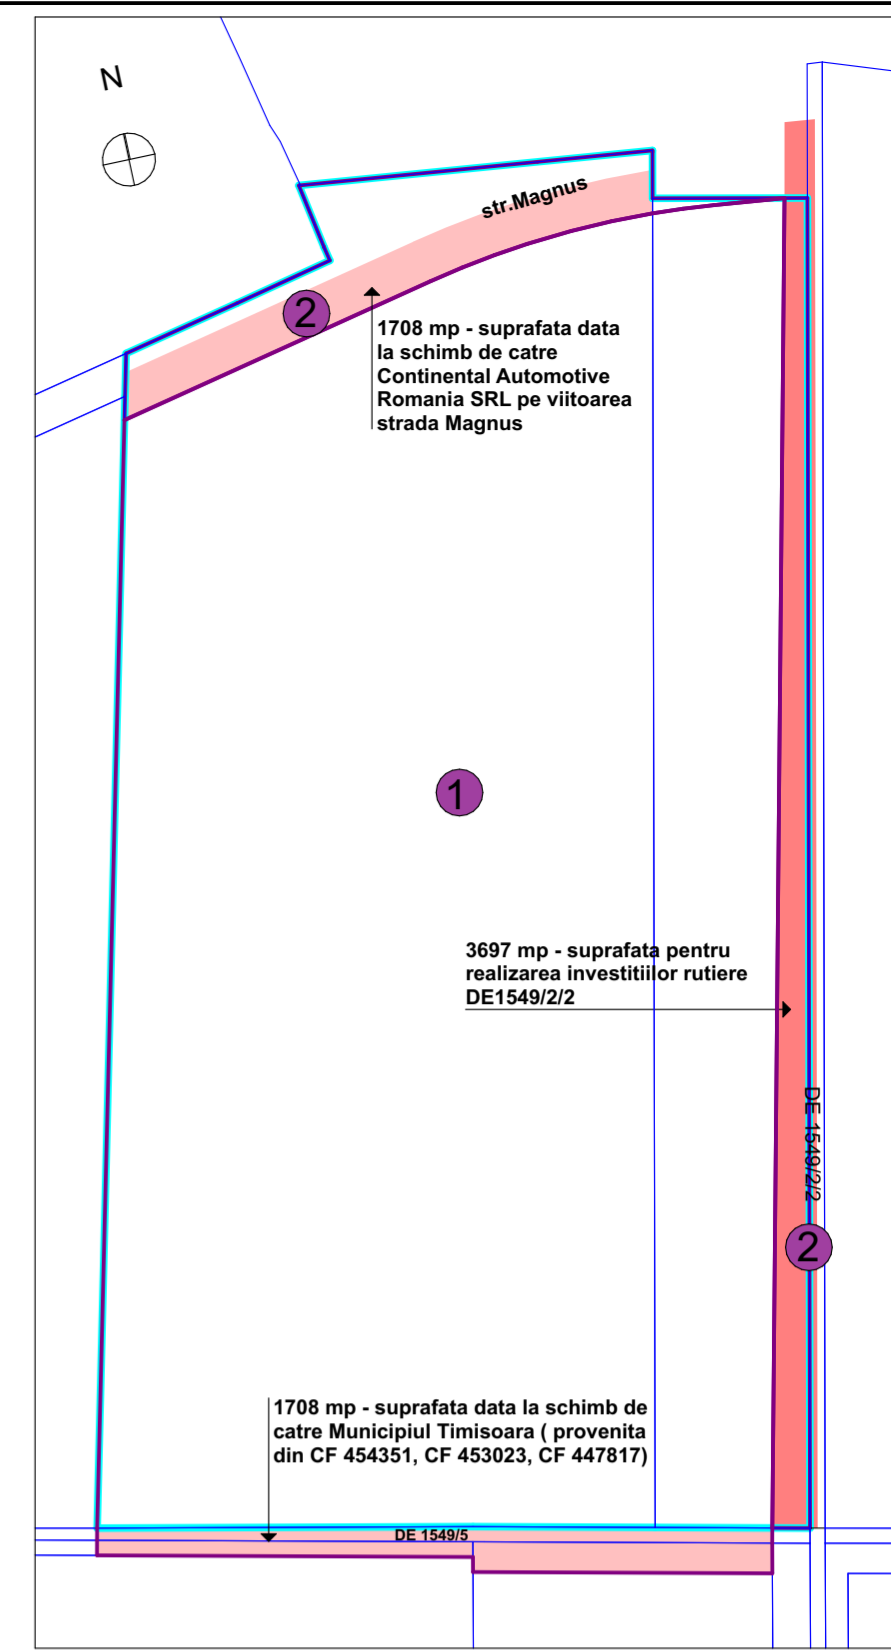 N
str.Magnus
2
1708 mp - suprafata data
la schimb de catre
Continental Automotive
Romania SRL pe viitoarea
strada Magnus
1
3697 mp - suprafata pentru
realizarea investitiilor rutiere
DE1549/2/2
DE 1549/2/2
2
1708 mp - suprafata data la schimb de
catre Municipiul Timisoara ( provenita
din CF 454351, CF 453023, CF 447817)
DE 1549/5